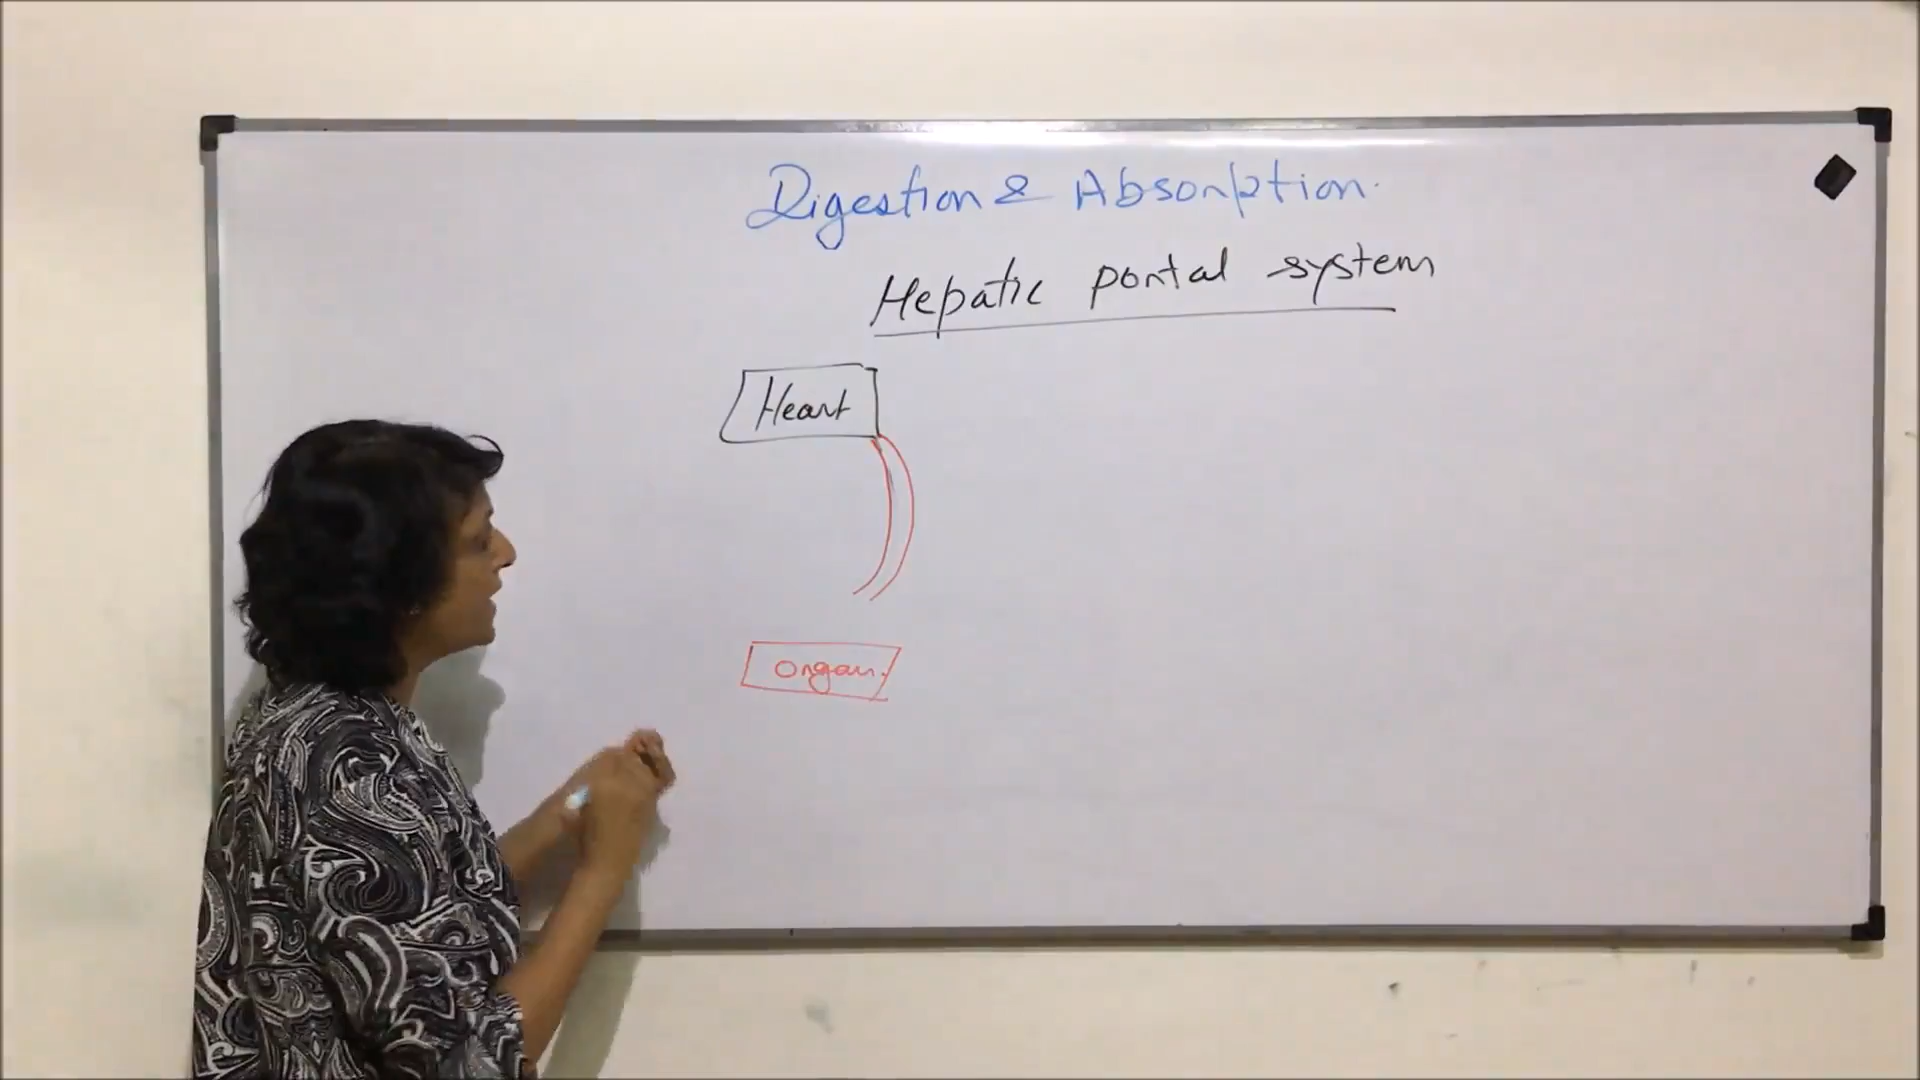 Digestion & Absorption.
Hepatic portal system
Heart
Organ.